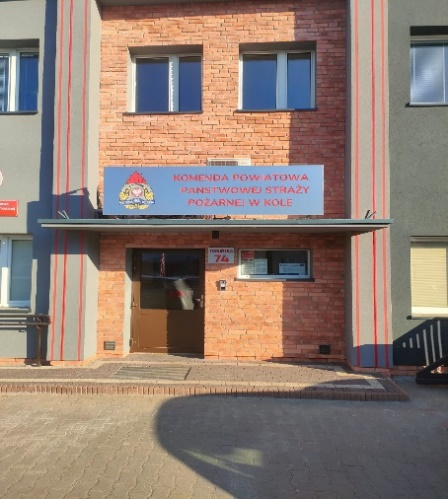 KOMENDA POWIATOWA
PAŃSTWOWEJ STRAŻY
POŻARNEJ W KOLE
74